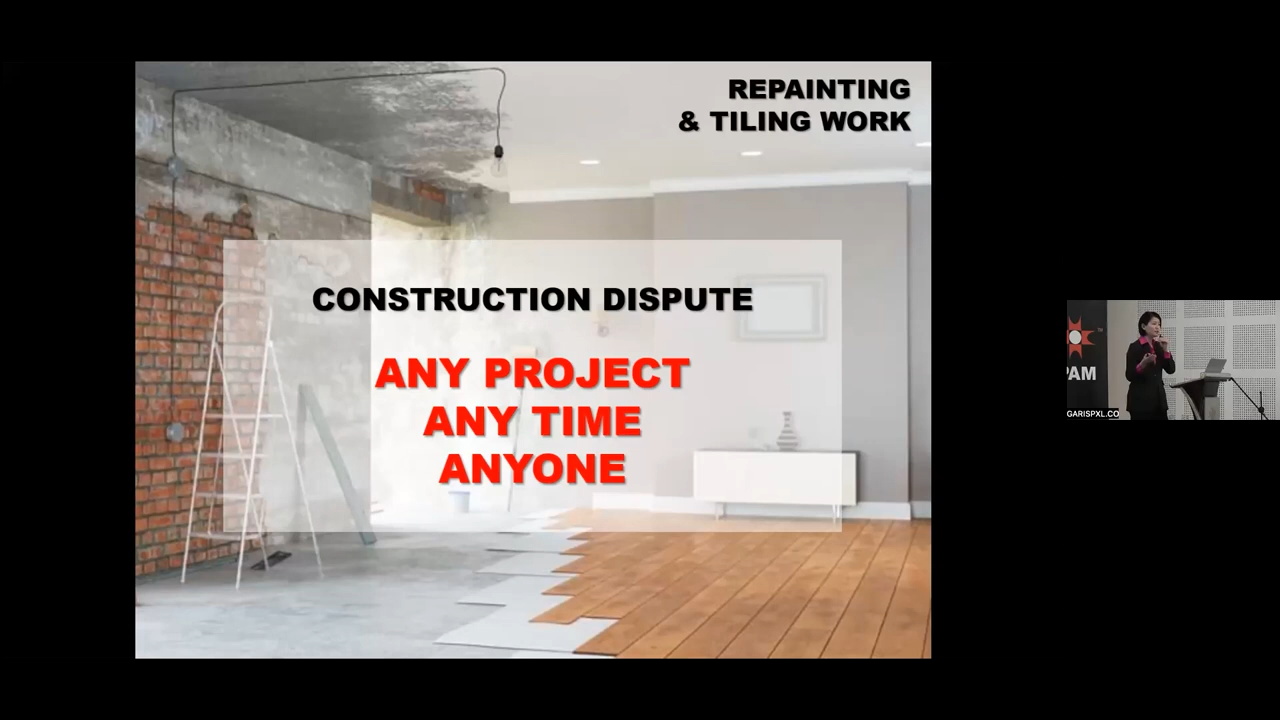 REPAINTING
& TILING WORK
CONSTRUCTION DISPUTE
ANY PROJECT
ANY TIME
ANYONE
PAM
GARISPXL.CO